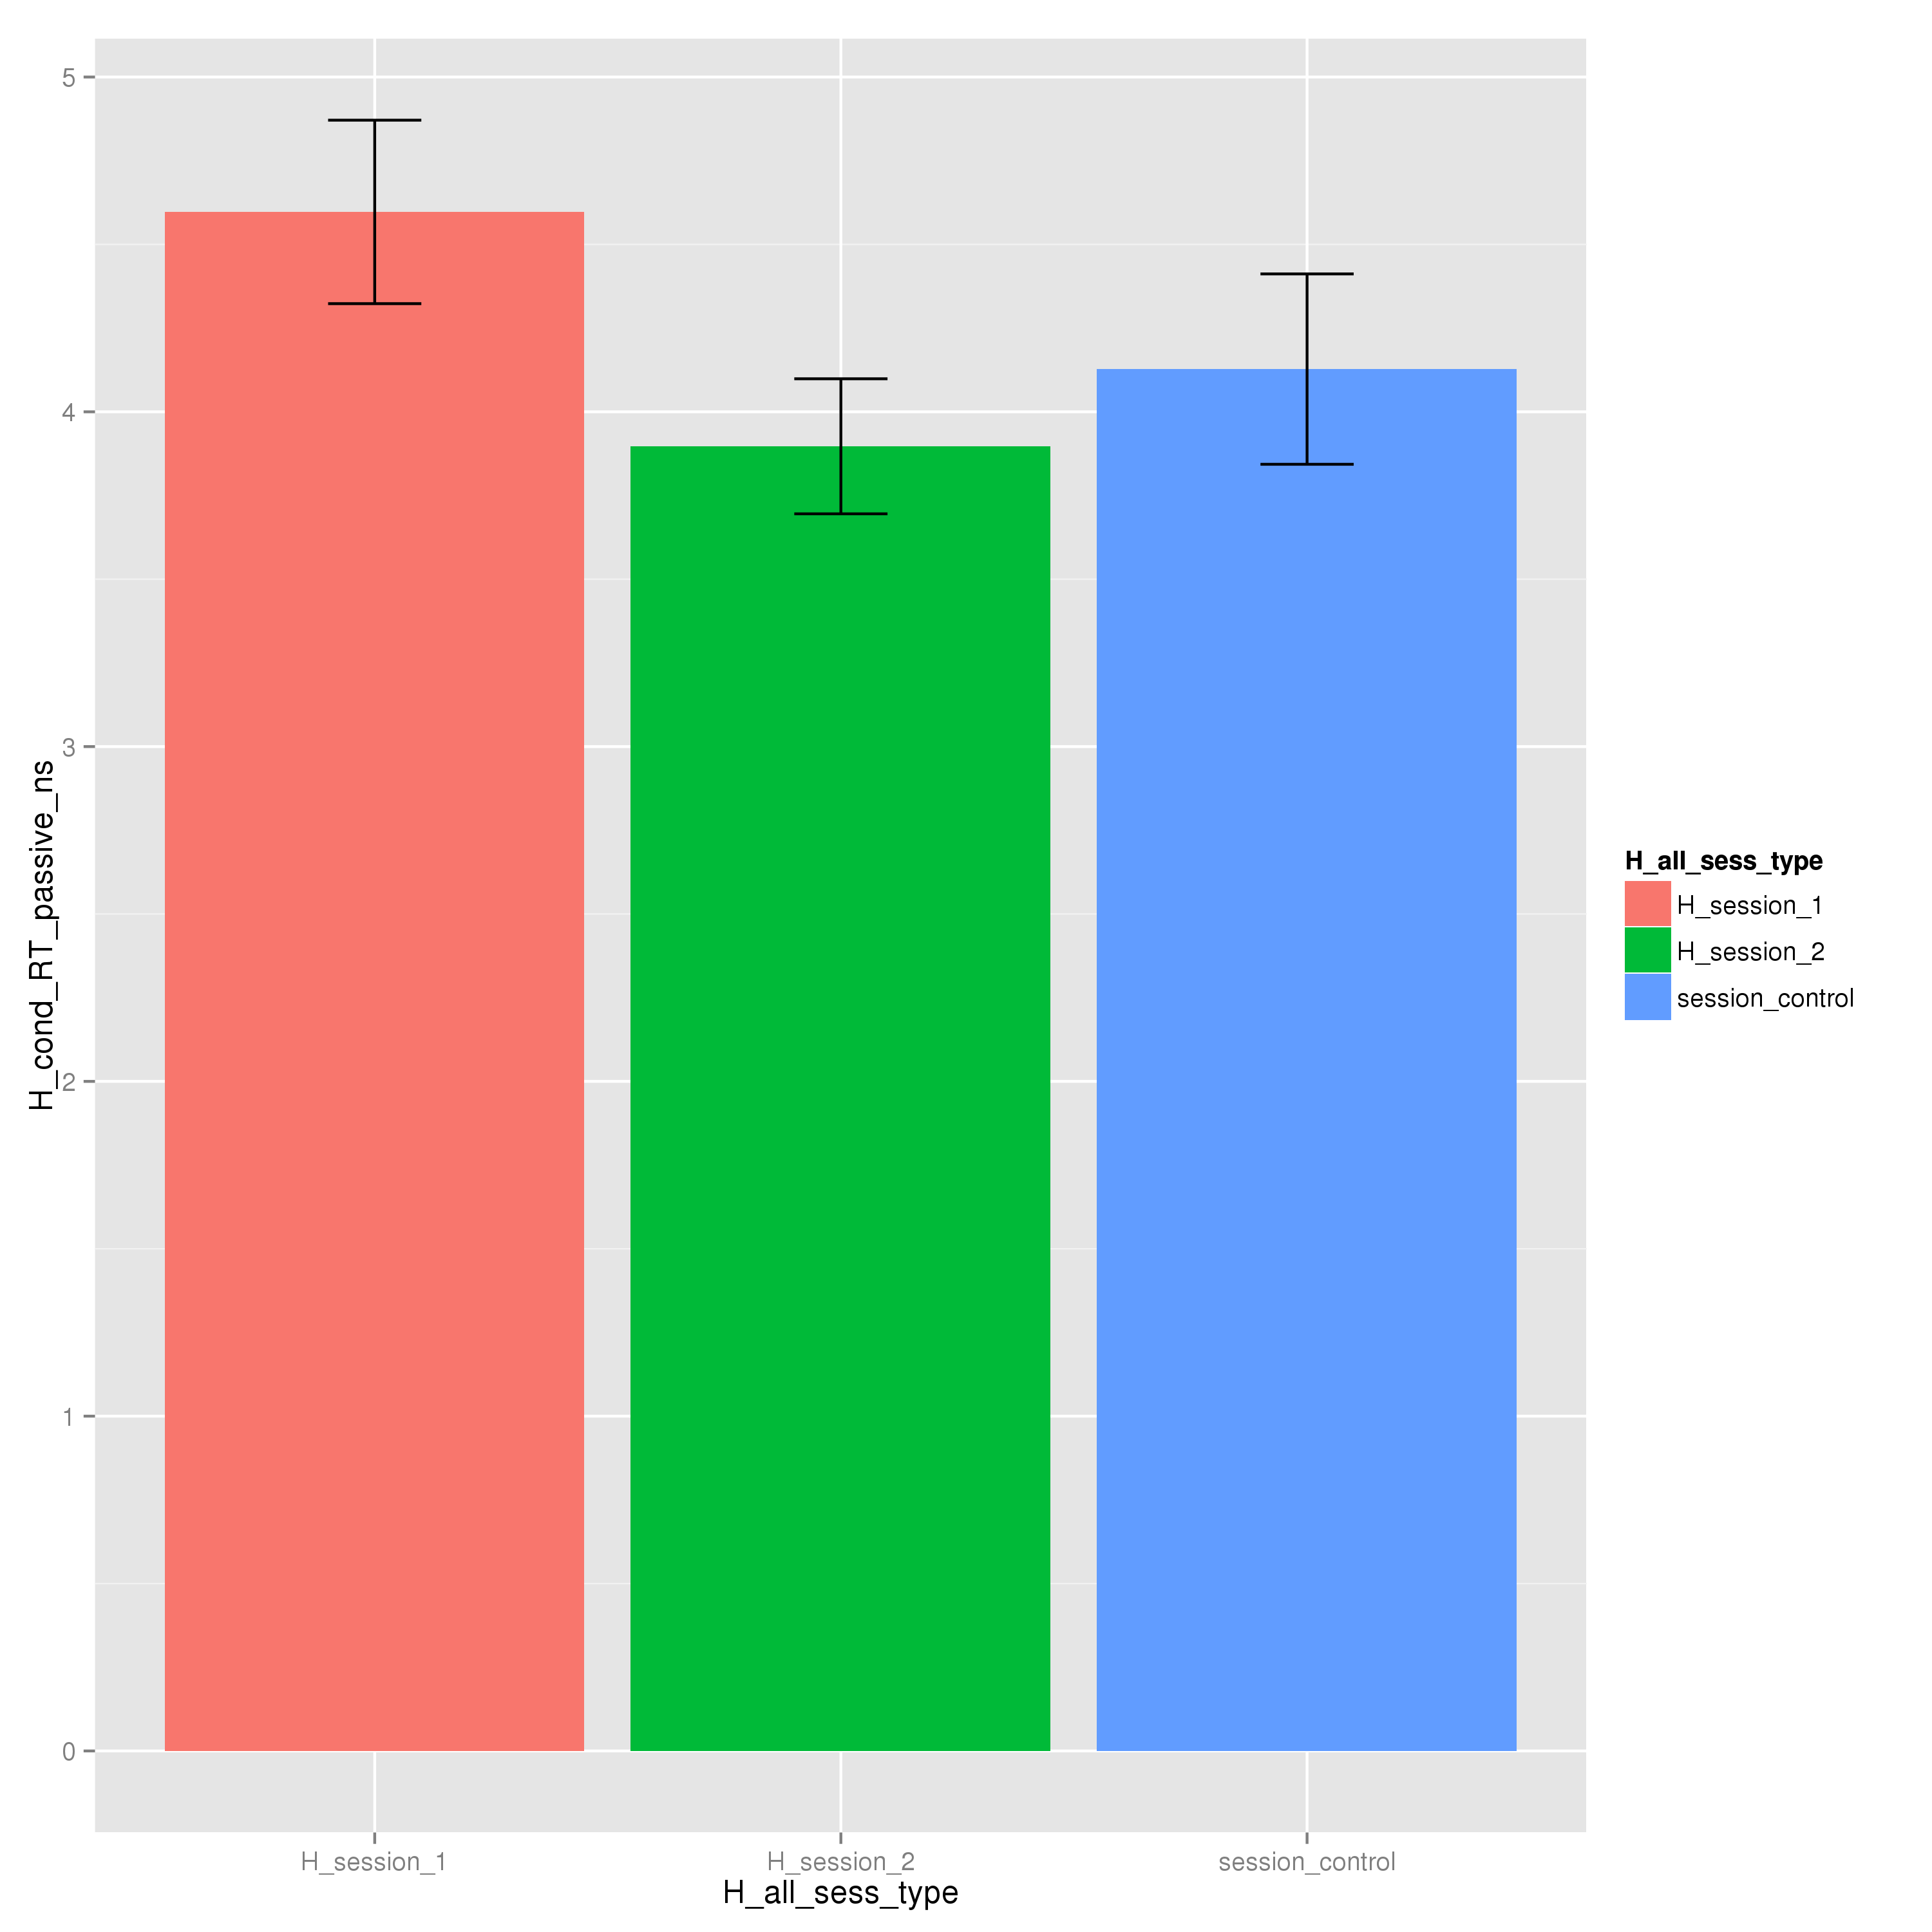 5
4
3
2
1
0
H_cond_RT_passive_ns
H_session_1
H_session_2
session_control
H_all_sess_type
H_all_sess_type
H_session_1
H_session_2
session_control